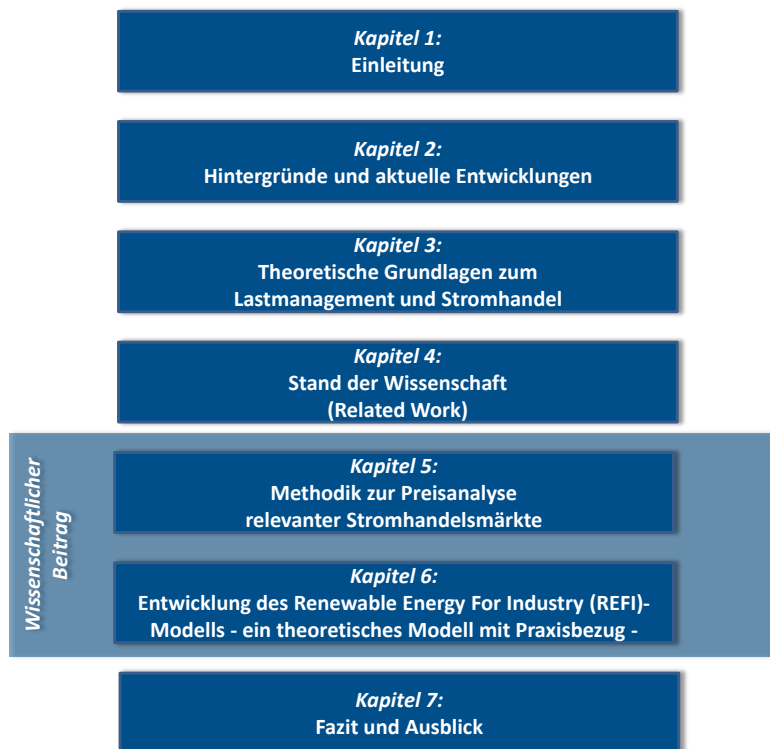 Kapitel 1:
Einleitung
Kapitel 2:
Hintergründe und aktuelle Entwicklungen
Kapitel 3:
Theoretische Grundlagen zum
Lastmanagement und Stromhandel
Kapitel 4:
Stand der Wissenschaft
(Related Work)
Wissenschaftlicher
Beitrag
Kapitel 5:
Methodik zur Preisanalyse
relevanter Stromhandelsmärkte
Kapitel 6:
Entwicklung des Renewable Energy For Industry (REFI)-
Modells - ein theoretisches Modell mit Praxisbezug -
Kapitel 7:
Fazit und Ausblick